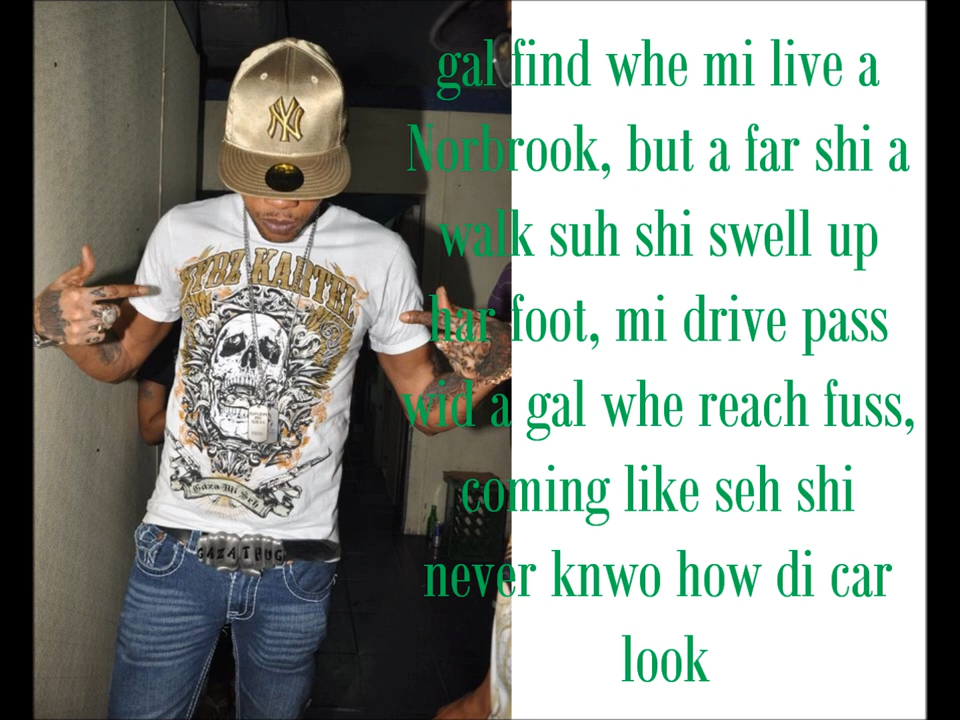 gal find whe mi live a
Norbrook, but a far shi a
walk suh shi swell up
har foot, mi drive pass
wid a gal whe reach fuss,
coming like seh shi
never knwo how di car
look
NY
VYBZ KARTEL
Gaza Mi Seh
GAZA THUG